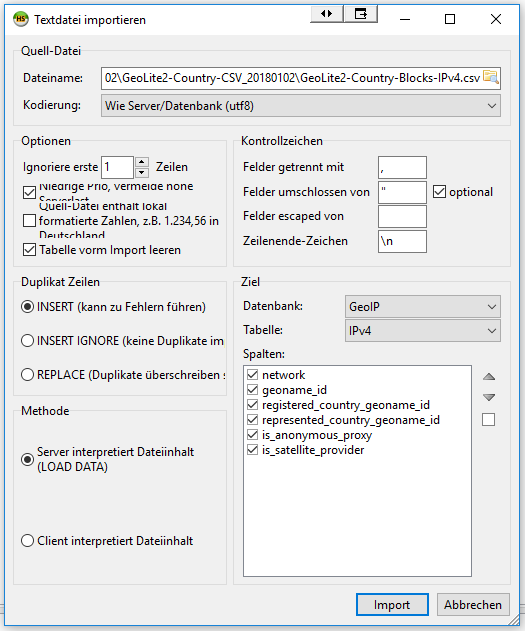 HS
Textdatei importieren
Quell-Datei
Dateiname:
02\GeoLite2-Country-CSV_20180102\GeoLite2-Country-Blocks-IPv4.csv
Kodierung:
Wie Server/Datenbank (utf8)
Optionen
Ignoriere erste 1 Zeilen
Niedrige Prio, vermeide hohe
Serverlast
Quell-Datei enthält lokal
formatierte Zahlen, z.B. 1.234,56 in
Deutschland
Tabelle vorm Import leeren
Kontrollzeichen
Felder getrennt mit ,
Felder umschlossen von " optional
Felder escaped von
Zeilenende-Zeichen \n
Duplikat Zeilen
INSERT (kann zu Fehlern führen)
INSERT IGNORE (keine Duplikate im
REPLACE (Duplikate überschreiben s
Methode
Server interpretiert Dateiinhalt
(LOAD DATA)
Client interpretiert Dateiinhalt
Ziel
Datenbank: GeoIP
Tabelle: IPv4
Spalten:
network
geoname_id
registered_country_geoname_id
represented_country_geoname_id
is_anonymous_proxy
is_satellite_provider
Import
Abbrechen